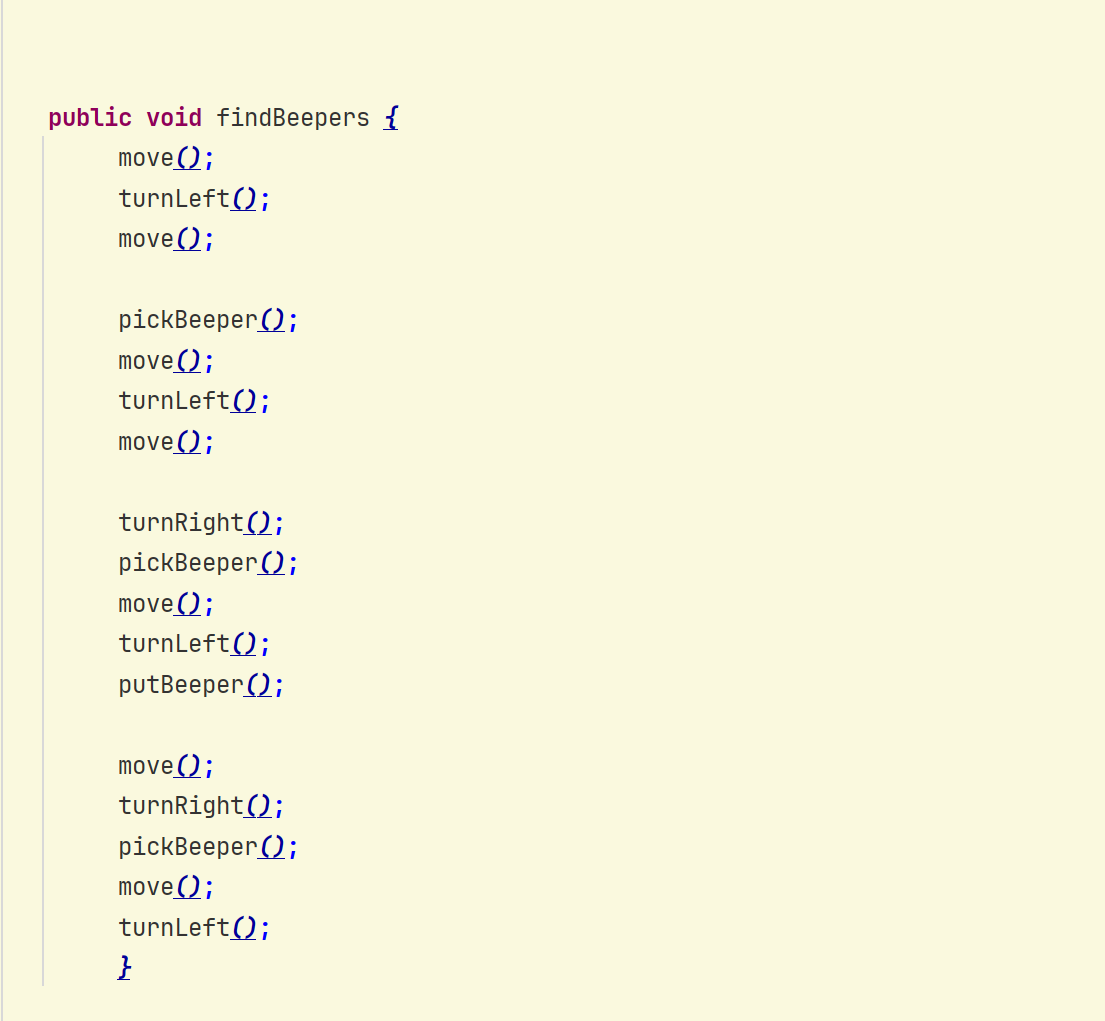 public void findBeepers {
move();
turnLeft();
move();
pickBeeper();
move();
turnLeft();
move();
turnRight();
pickBeeper();
move();
turnLeft();
putBeeper();
move();
turnRight();
pickBeeper();
move();
turnLeft();
}